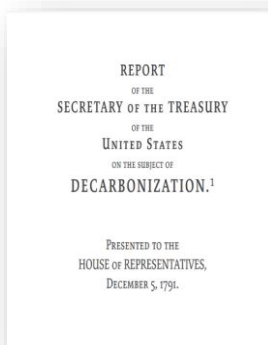 REPORT
OF THE
SECRETARY OF THE TREASURY
OF THE
UNITED STATES
ON THE SUBJECT OF
DECARBONIZATION.¹
PRESENTED TO THE
HOUSE OF REPRESENTATIVES,
DECEMBER 5, 1791.